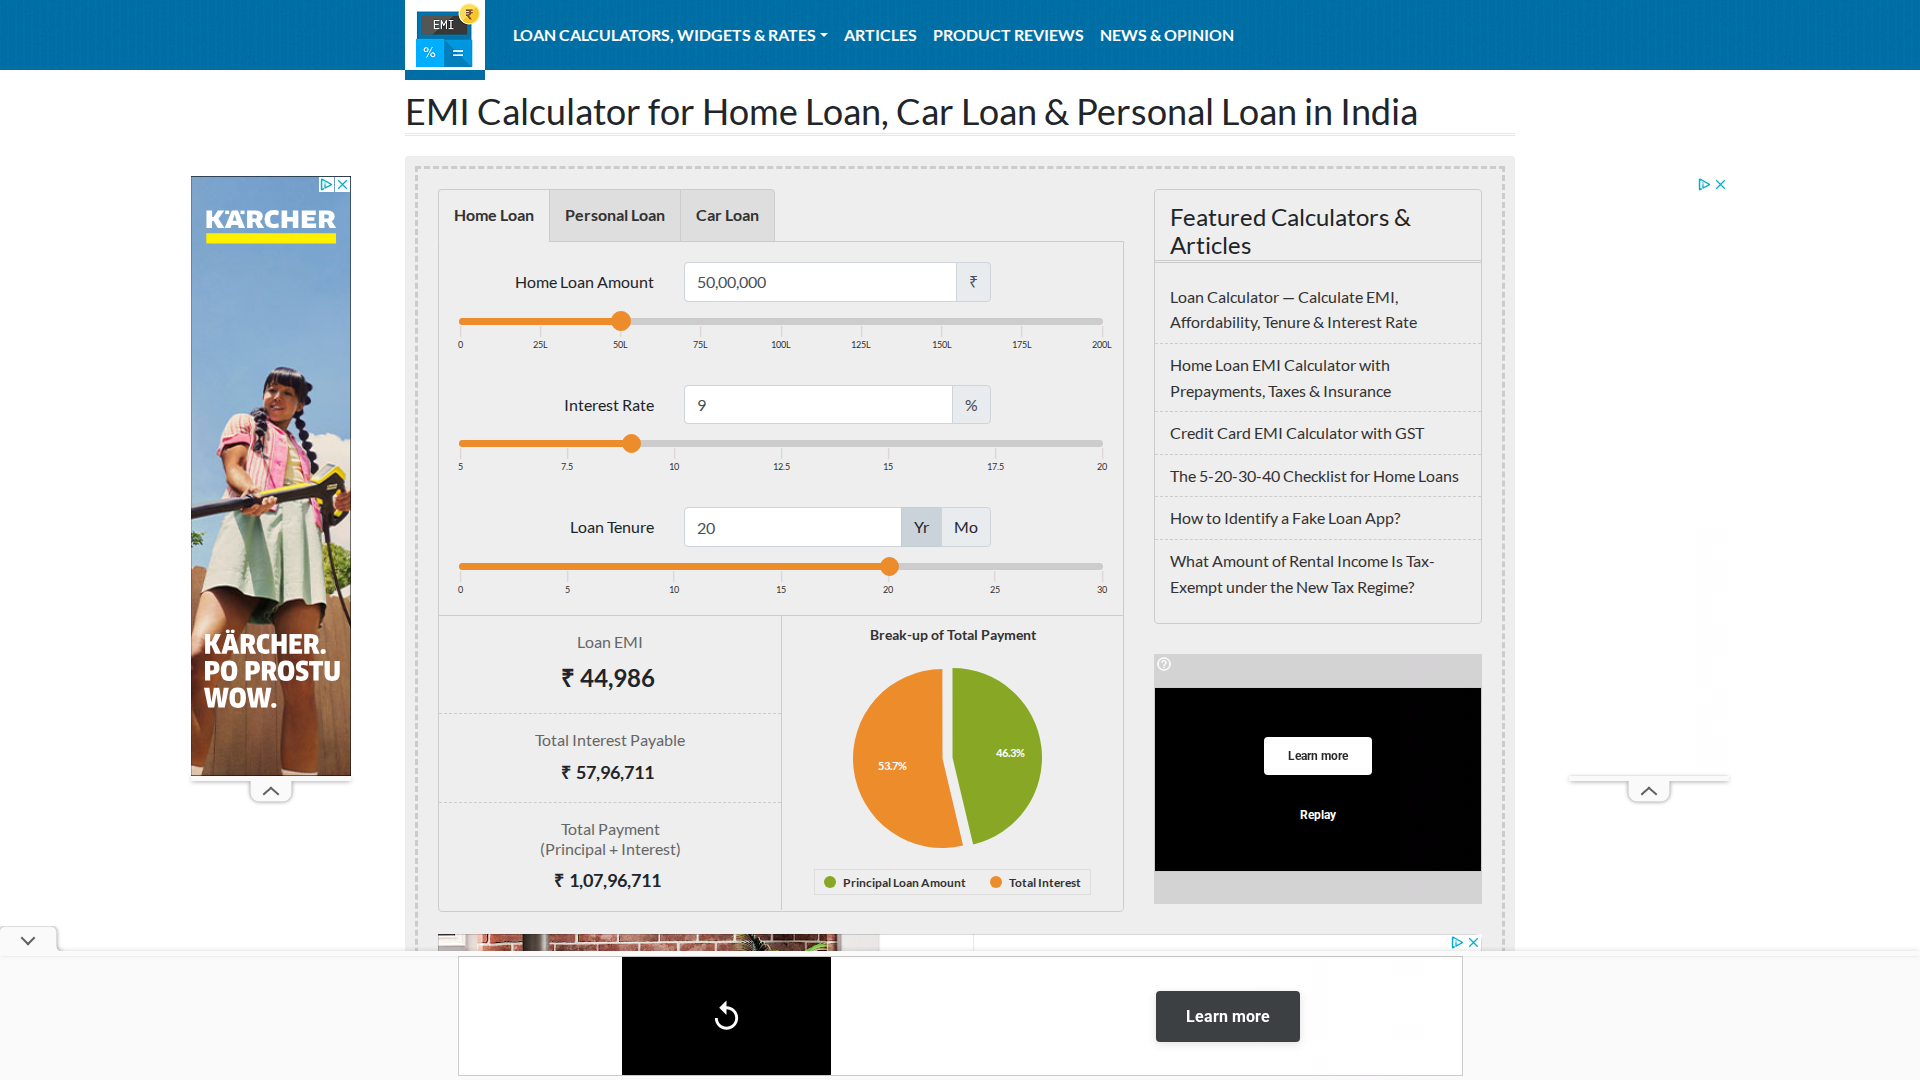 EMI
₹
%
=
LOAN CALCULATORS, WIDGETS & RATES
ARTICLES
PRODUCT REVIEWS
NEWS & OPINION
EMI Calculator for Home Loan, Car Loan & Personal Loan in India
KÄRCHER
KÄRCHER.
PO PROSTU
WOW.
Home Loan
Personal Loan
Car Loan
Home Loan Amount
50,00,000
₹
0 25L 50L 75L 100L 125L 150L 175L 200L
Interest Rate
9
%
5 7.5 10 12.5 15 17.5 20
Loan Tenure
20
Yr
Mo
0 5 10 15 20 25 30
Loan EMI
₹ 44,986
Total Interest Payable
₹ 57,96,711
Total Payment
(Principal + Interest)
₹ 1,07,96,711
Break-up of Total Payment
46.3%
53.7%
Principal Loan Amount
Total Interest
Featured Calculators &
Articles
Loan Calculator — Calculate EMI,
Affordability, Tenure & Interest Rate
Home Loan EMI Calculator with
Prepayments, Taxes & Insurance
Credit Card EMI Calculator with GST
The 5-20-30-40 Checklist for Home Loans
How to Identify a Fake Loan App?
What Amount of Rental Income Is Tax-
Exempt under the New Tax Regime?
Learn more
Replay
Learn more